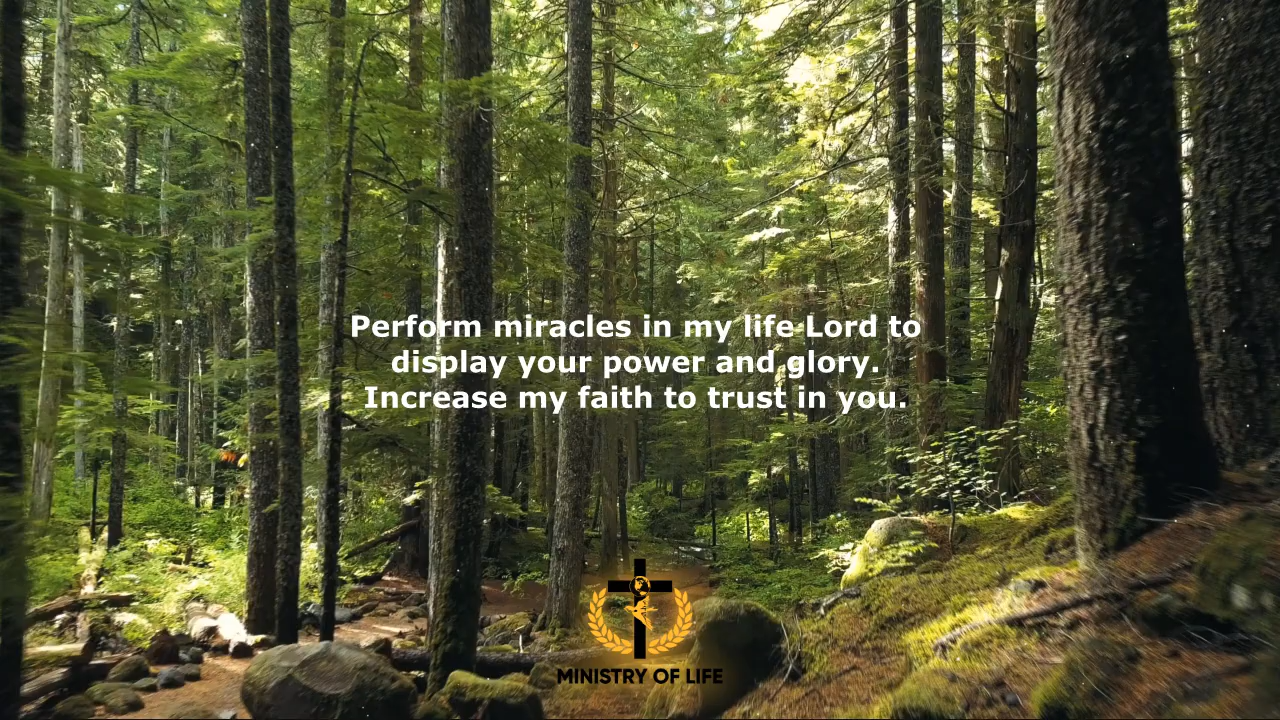 Perform miracles in my life Lord to
display your power and glory.
Increase my faith to trust in you.
MINISTRY OF LIFE